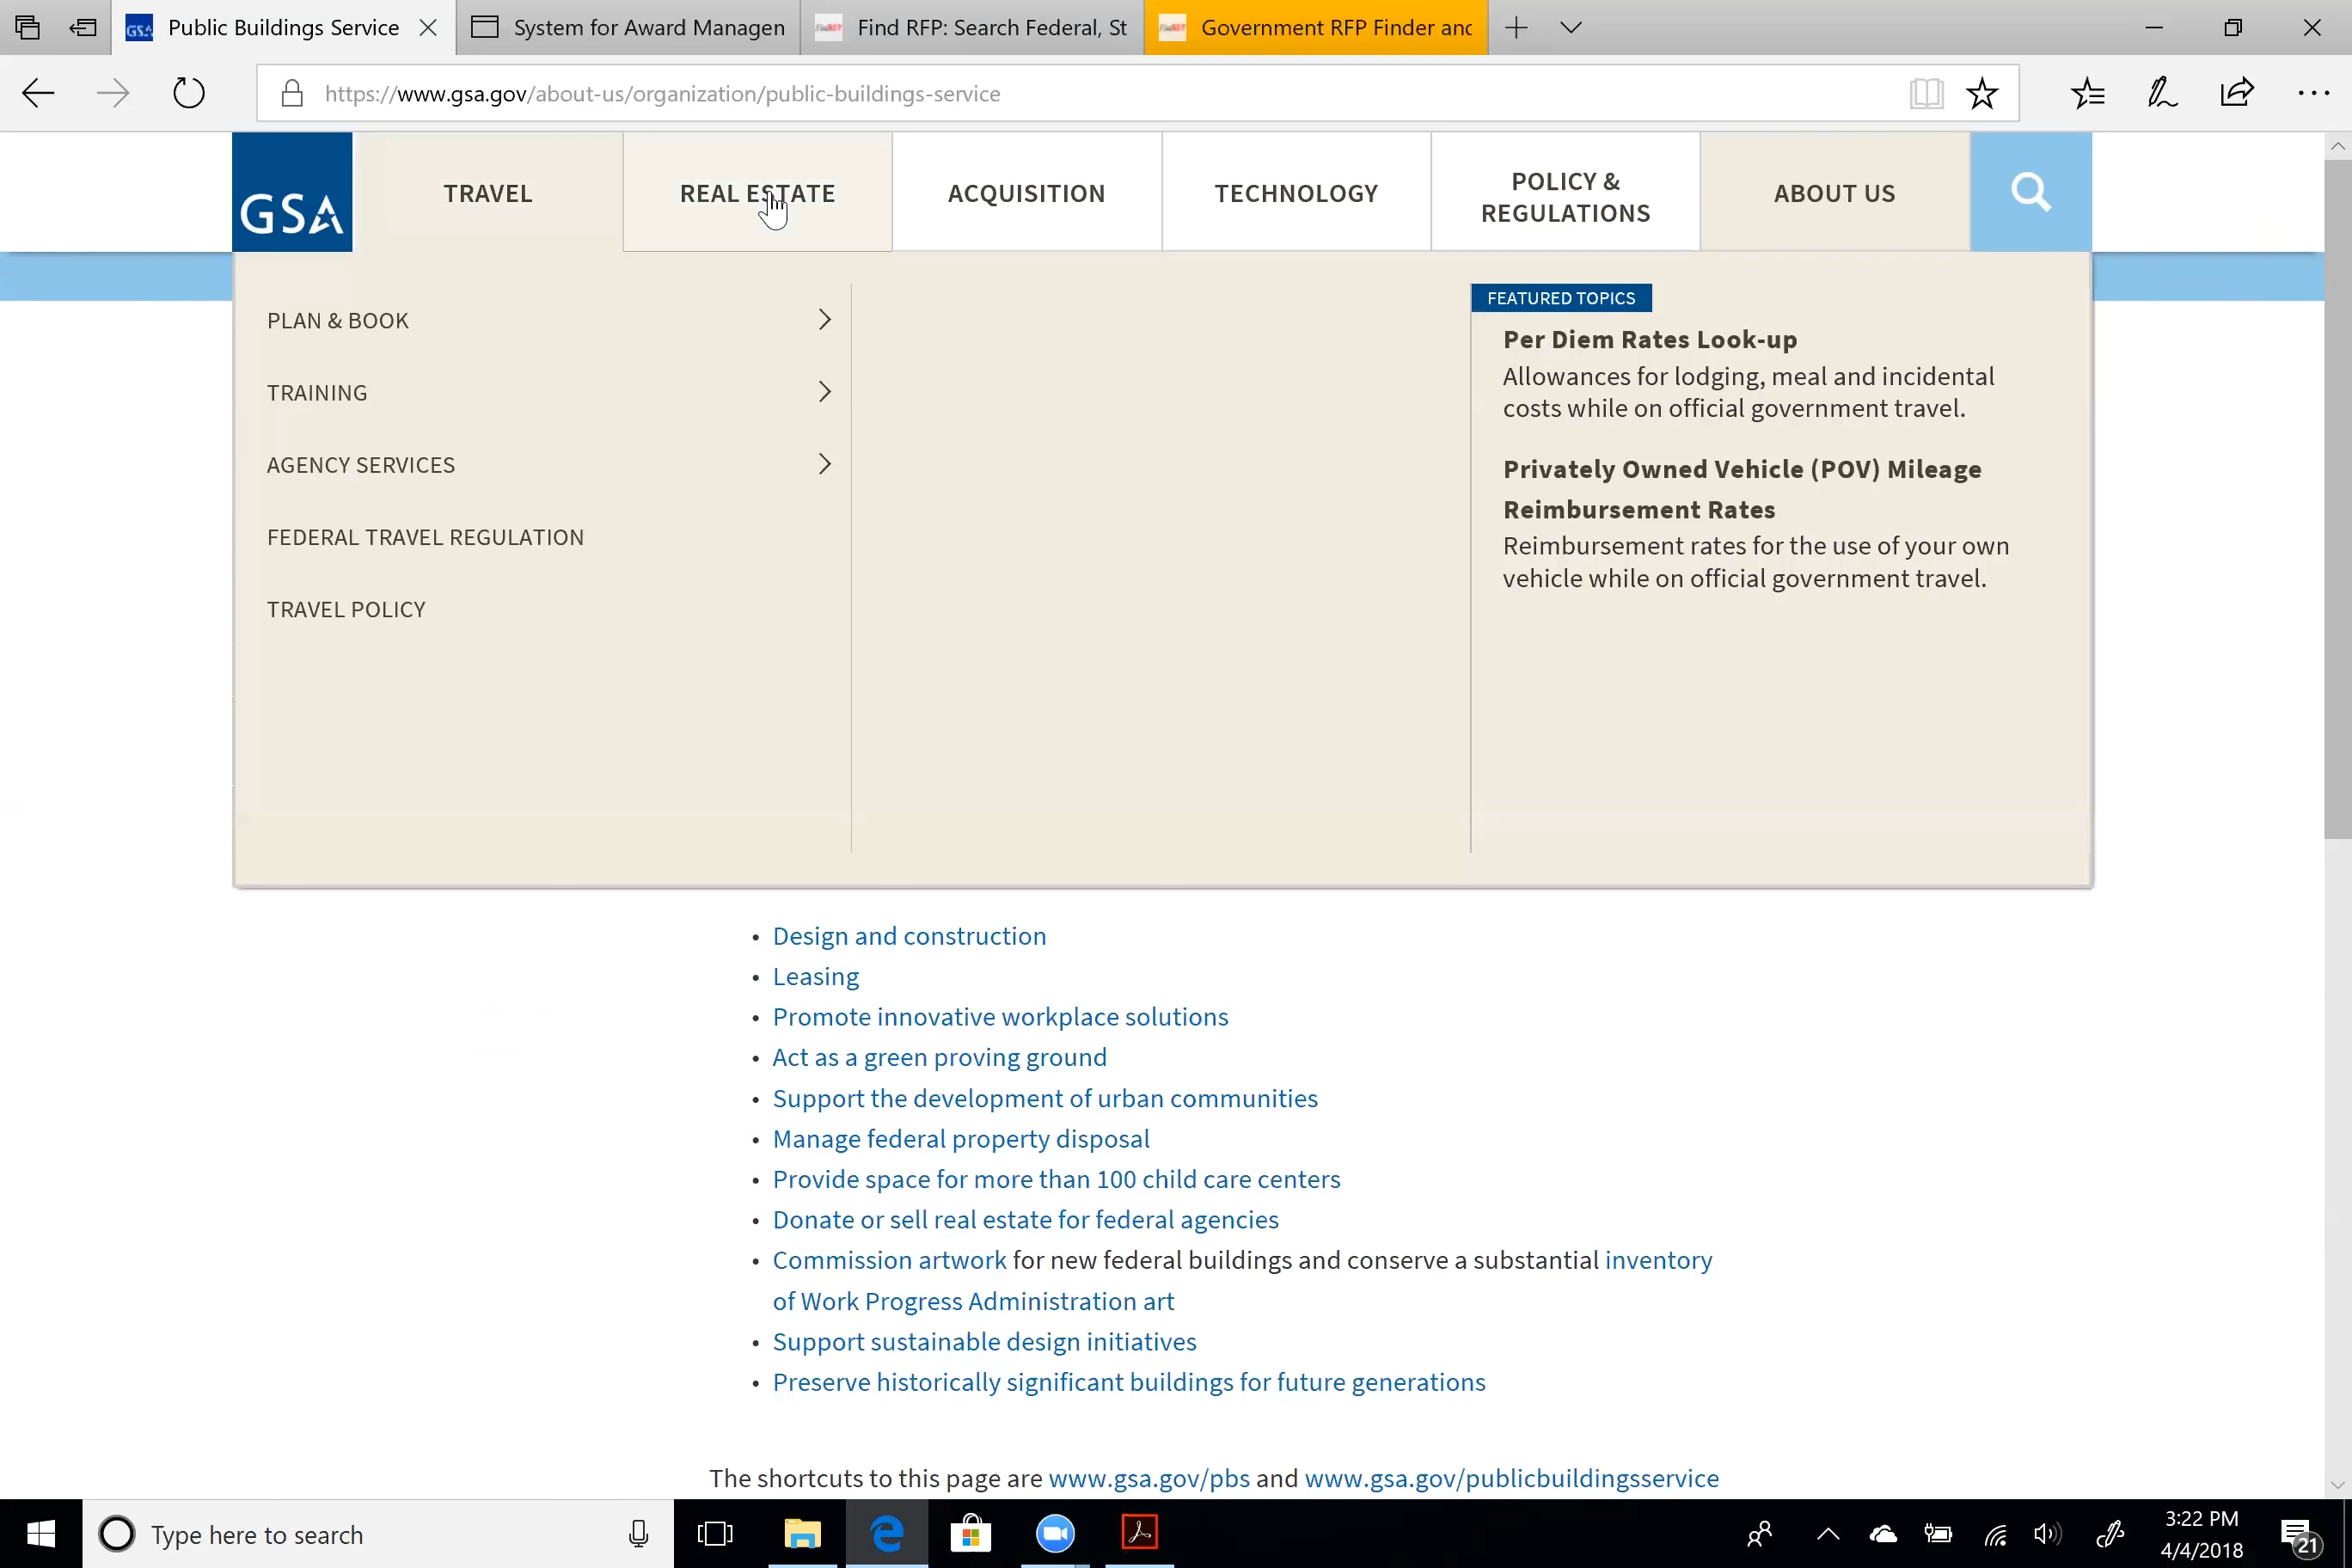 Public Buildings Service
System for Award Managen
Find RFP: Search Federal, St
Government RFP Finder and
https://www.gsa.gov/about-us/organization/public-buildings-service
GSA
TRAVEL
REAL ESTATE
ACQUISITION
TECHNOLOGY
POLICY &
REGULATIONS
ABOUT US
PLAN & BOOK
TRAINING
AGENCY SERVICES
FEDERAL TRAVEL REGULATION
TRAVEL POLICY
FEATURED TOPICS
Per Diem Rates Look-up
Allowances for lodging, meal and incidental
costs while on official government travel.
Privately Owned Vehicle (POV) Mileage
Reimbursement Rates
Reimbursement rates for the use of your own
vehicle while on official government travel.
• Design and construction
• Leasing
• Promote innovative workplace solutions
• Act as a green proving ground
• Support the development of urban communities
• Manage federal property disposal
• Provide space for more than 100 child care centers
• Donate or sell real estate for federal agencies
• Commission artwork for new federal buildings and conserve a substantial inventory
of Work Progress Administration art
• Support sustainable design initiatives
• Preserve historically significant buildings for future generations
The shortcuts to this page are www.gsa.gov/pbs and www.gsa.gov/publicbuildingsservice
Type here to search
3:22 PM
4/4/2018
21